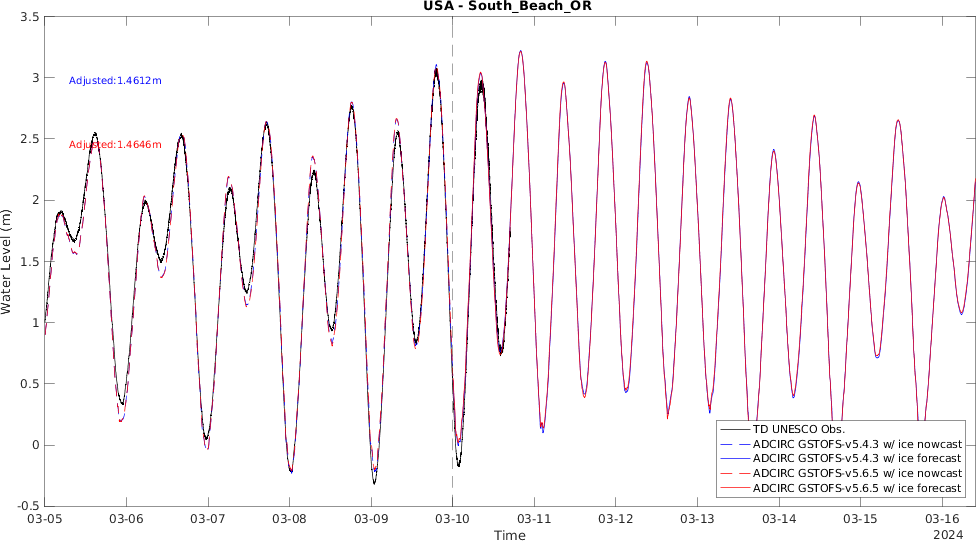 USA - South_Beach_OR
3.5
3
2.5
2
1.5
1
0.5
0
-0.5
Water Level (m)
Adjusted:1.4612m
Adjusted:1.4646m
TD UNESCO Obs.
ADCIRC GSTOFS-v5.4.3 w/ ice nowcast
ADCIRC GSTOFS-v5.4.3 w/ ice forecast
ADCIRC GSTOFS-v5.6.5 w/ ice nowcast
ADCIRC GSTOFS-v5.6.5 w/ ice forecast
03-05 03-06 03-07 03-08 03-09 03-10 03-11 03-12 03-13 03-14 03-15 03-16
Time
2024